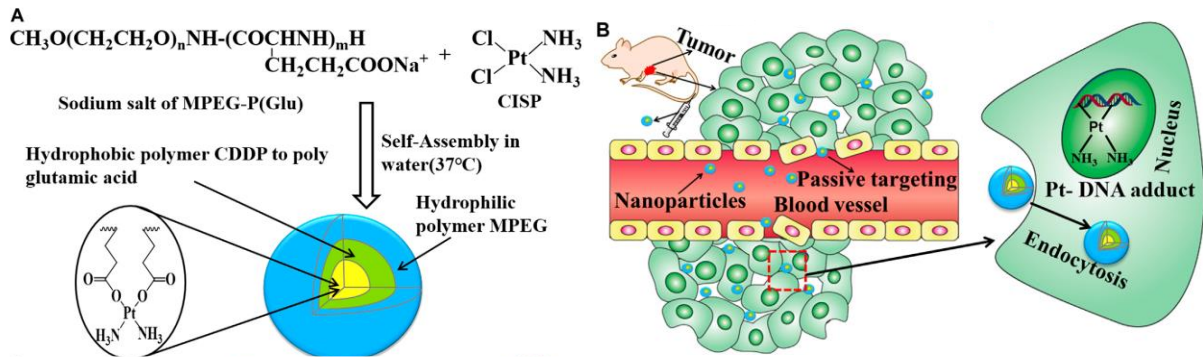 A
CH₃O(CH₂CH₂O)ₙNH-(COCHNH)ₘH
CH₂CH₂COONa⁺
+
Cl
NH₃
Pt
Cl
NH₃
CISP
Sodium salt of MPEG-P(Glu)
Self-Assembly in
water(37°C)
Hydrophobic polymer CDDP to poly
glutamic acid
Hydrophilic
polymer MPEG
O
O
O
O
Pt
H₃N
NH₃
B
Tumor
Nanoparticles
Passive targeting
Blood vessel
Pt
NH₃
NH₃
Nucleus
Pt- DNA adduct
Endocytosis